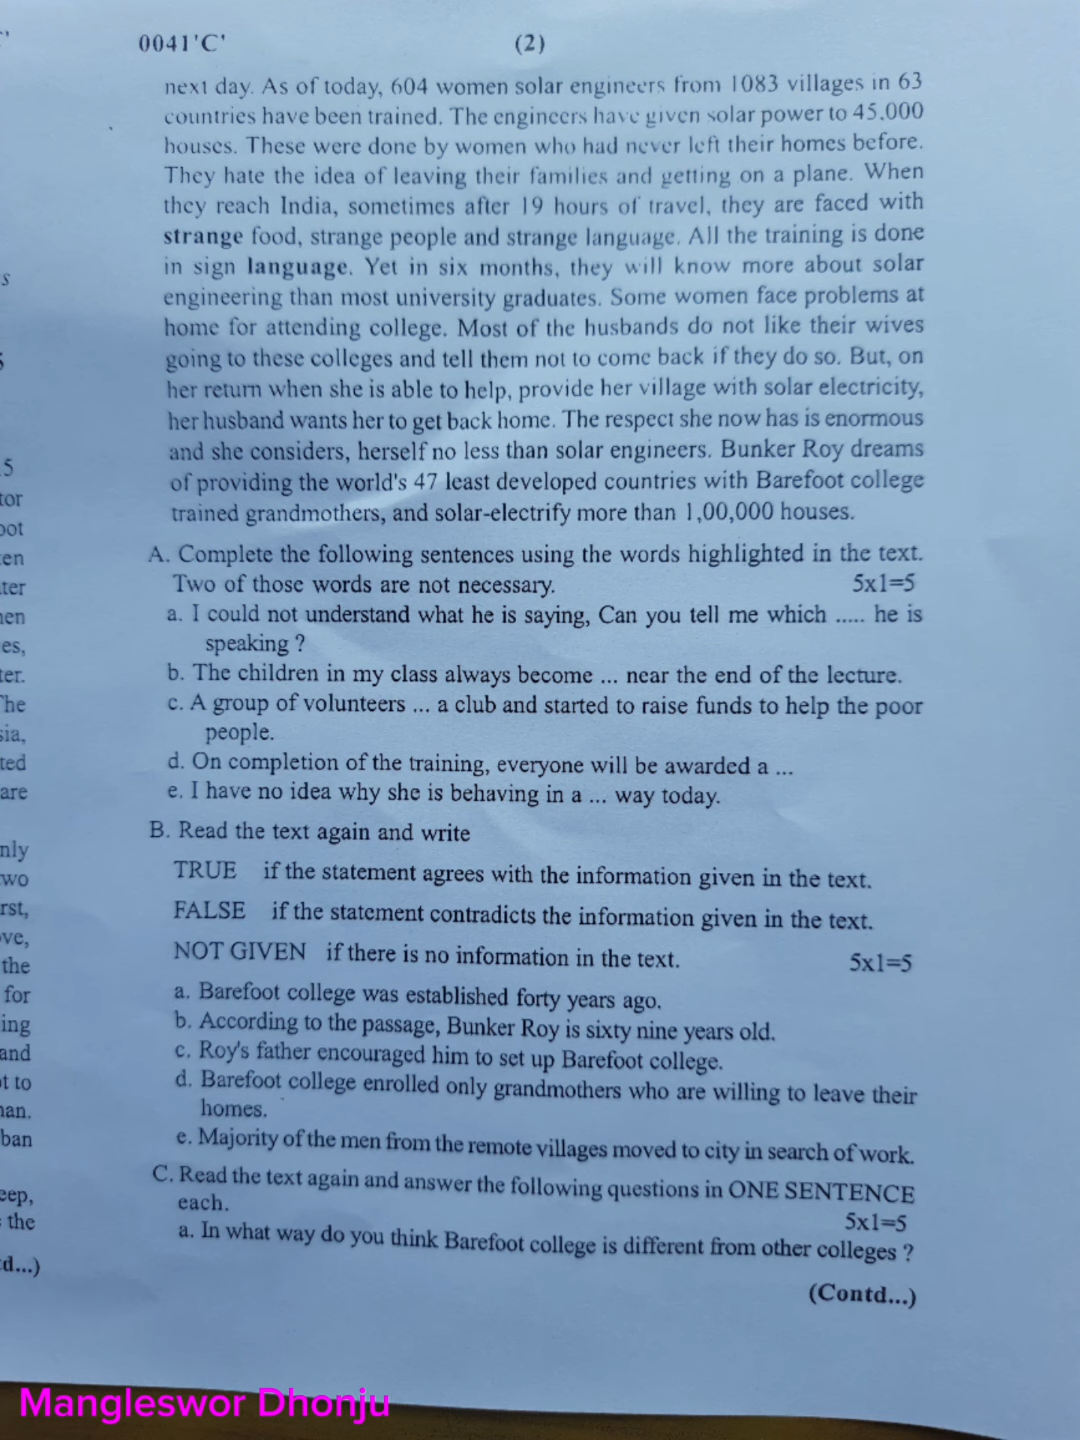 0041'C'
(2)
next day. As of today, 604 women solar engineers from 1083 villages in 63
countries have been trained. The engineers have given solar power to 45.000
houses. These were done by women who had never left their homes before.
They hate the idea of leaving their families and getting on a plane. When
they reach India, sometimes after 19 hours of travel, they are faced with
strange food, strange people and strange language. All the training is done
in sign language. Yet in six months, they will know more about solar
engineering than most university graduates. Some women face problems at
home for attending college. Most of the husbands do not like their wives
going to these colleges and tell them not to come back if they do so. But, on
her return when she is able to help, provide her village with solar electricity,
her husband wants her to get back home. The respect she now has is enormous
and she considers, herself no less than solar engineers. Bunker Roy dreams
of providing the world's 47 least developed countries with Barefoot college
trained grandmothers, and solar-electrify more than 1,00,000 houses.
A. Complete the following sentences using the words highlighted in the text.
Two of those words are not necessary. 5x1=5
a. I could not understand what he is saying, Can you tell me which ..... he is
speaking ?
b. The children in my class always become ... near the end of the lecture.
c. A group of volunteers ... a club and started to raise funds to help the poor
people.
d. On completion of the training, everyone will be awarded a ...
e. I have no idea why she is behaving in a ... way today.
B. Read the text again and write
TRUE if the statement agrees with the information given in the text.
FALSE if the statement contradicts the information given in the text.
NOT GIVEN if there is no information in the text. 5x1=5
a. Barefoot college was established forty years ago.
b. According to the passage, Bunker Roy is sixty nine years old.
c. Roy's father encouraged him to set up Barefoot college.
d. Barefoot college enrolled only grandmothers who are willing to leave their
homes.
e. Majority of the men from the remote villages moved to city in search of work.
C. Read the text again and answer the following questions in ONE SENTENCE
each. 5x1=5
a. In what way do you think Barefoot college is different from other colleges ?
(Contd...)
Mangleswor Dhonju